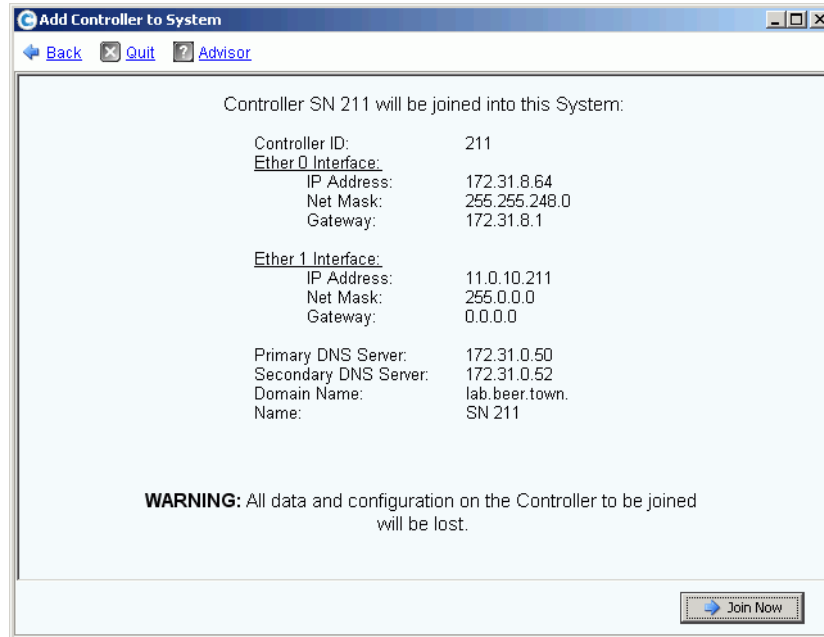 Add Controller to System
Back Quit Advisor
Controller SN 211 will be joined into this System:
Controller ID: 211
Ether 0 Interface:
IP Address: 172.31.8.64
Net Mask: 255.255.248.0
Gateway: 172.31.8.1
Ether 1 Interface:
IP Address: 11.0.10.211
Net Mask: 255.0.0.0
Gateway: 0.0.0.0
Primary DNS Server: 172.31.0.50
Secondary DNS Server: 172.31.0.52
Domain Name: lab.beer.town.
Name: SN 211
WARNING: All data and configuration on the Controller to be joined
will be lost.
Join Now